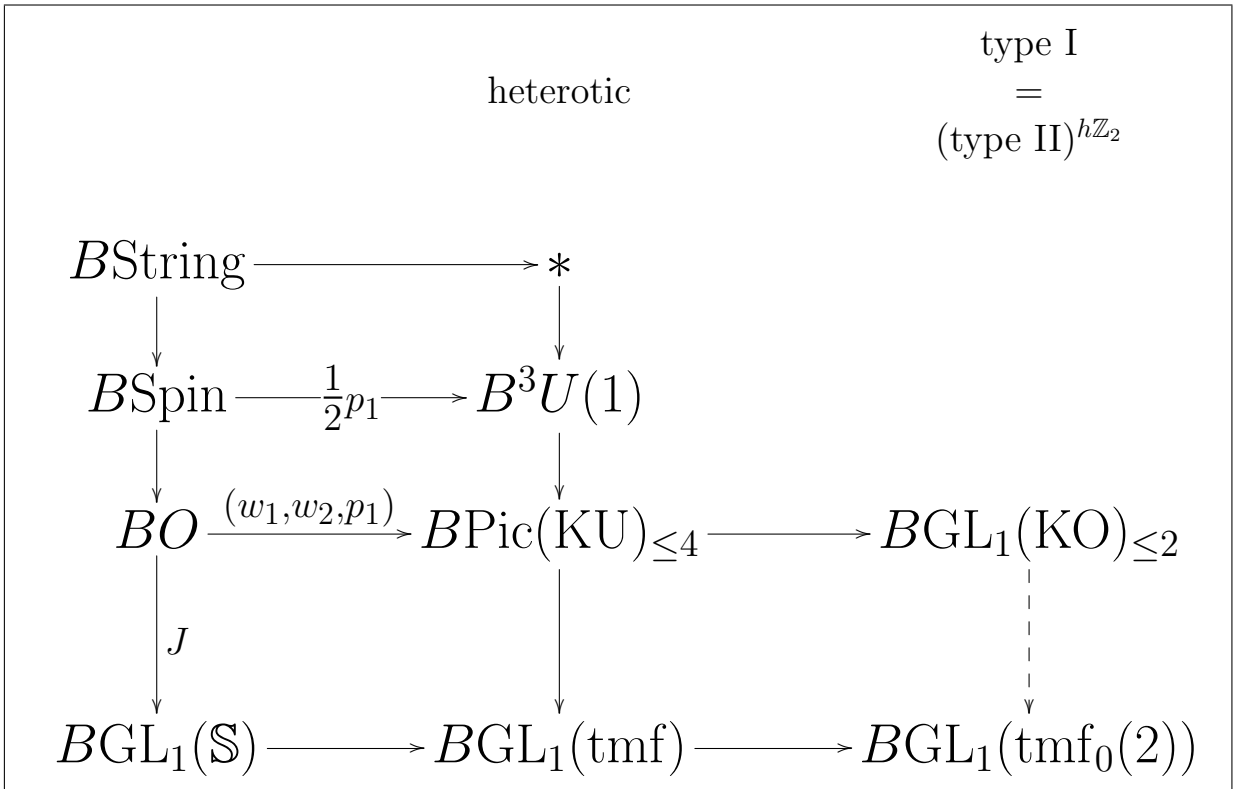 type I
heterotic =
(type II)^{hℤ₂}
BString *
BSpin ½p₁ B³U(1)
BO (w₁,w₂,p₁) BPic(KU)≤4 BGL₁(KO)≤2
J
BGL₁(𝕊) BGL₁(tmf) BGL₁(tmf₀(2))